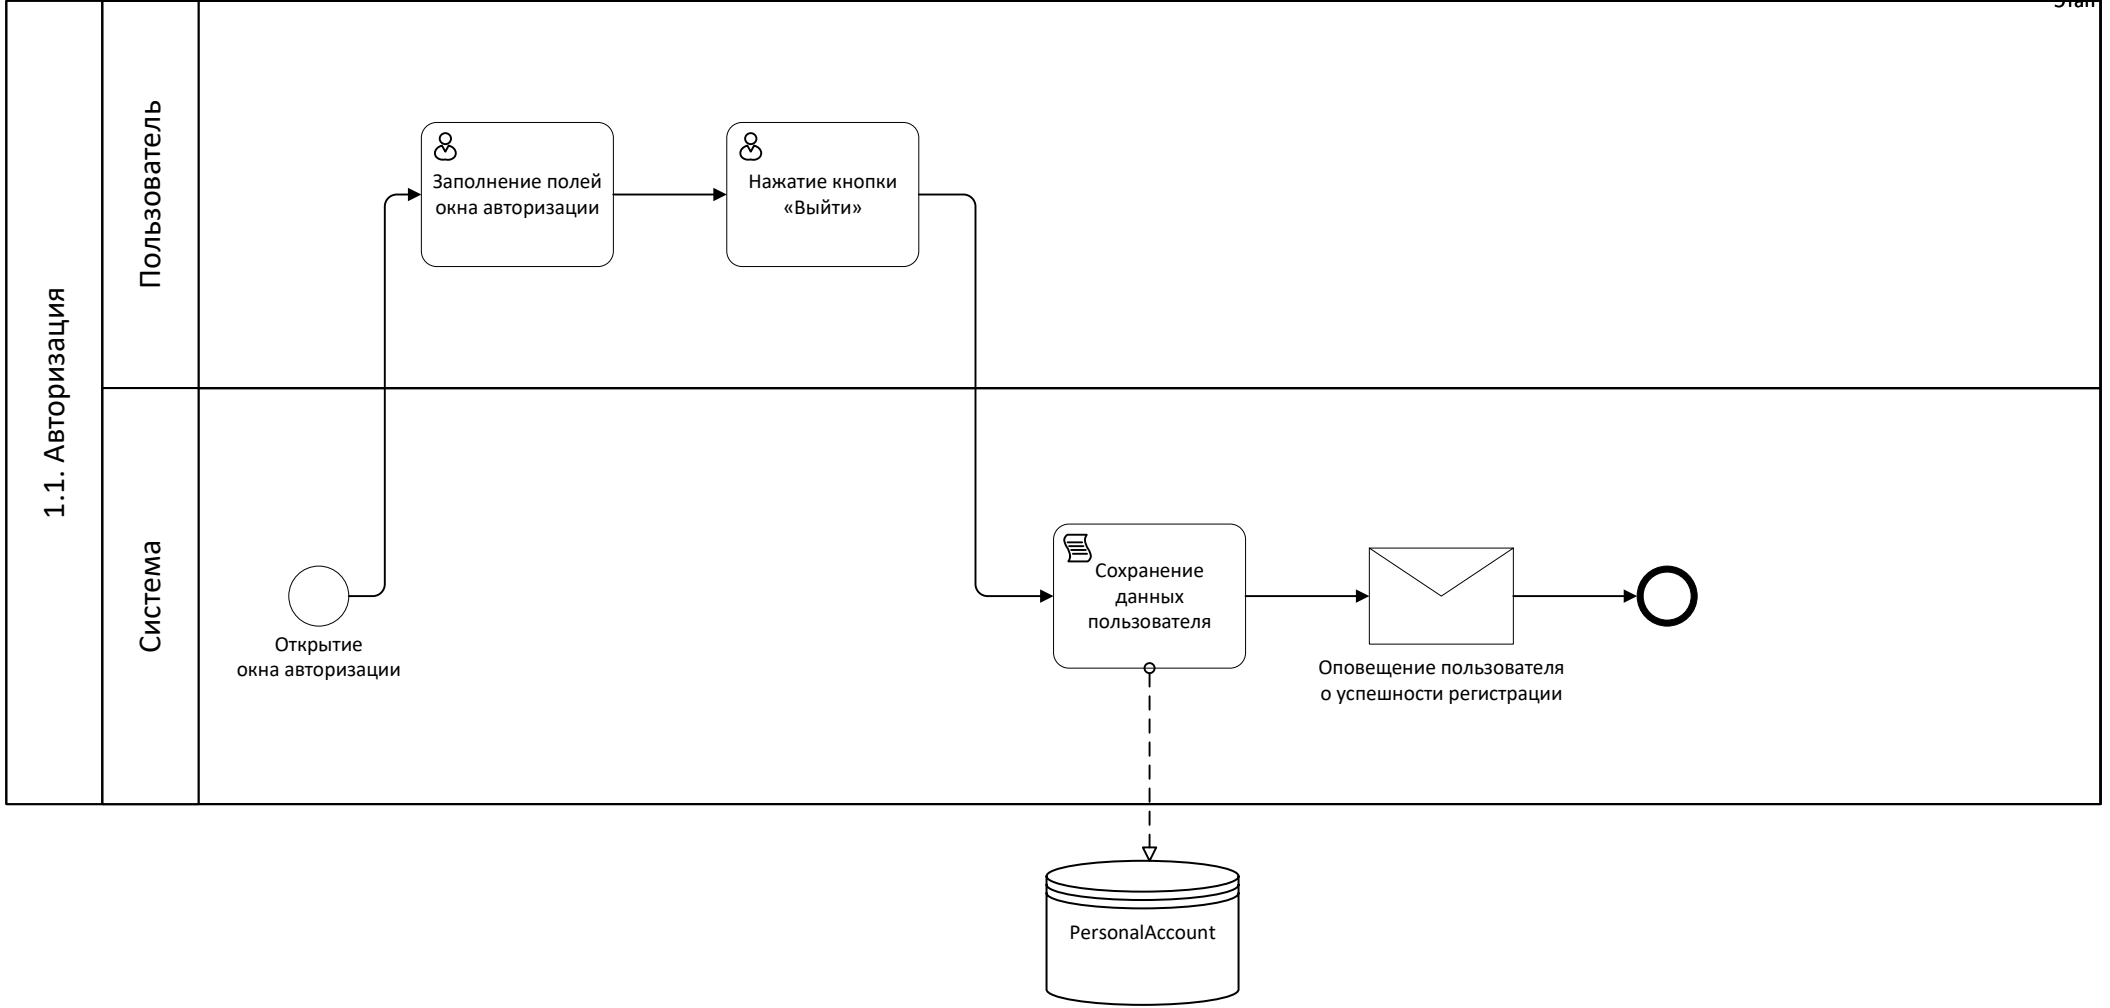 Этап
1.1. Авторизация
Пользователь
Заполнение полей
окна авторизации
Нажатие кнопки
«Выйти»
Система
Открытие
окна авторизации
Сохранение
данных
пользователя
Оповещение пользователя
о успешности регистрации
PersonalAccount